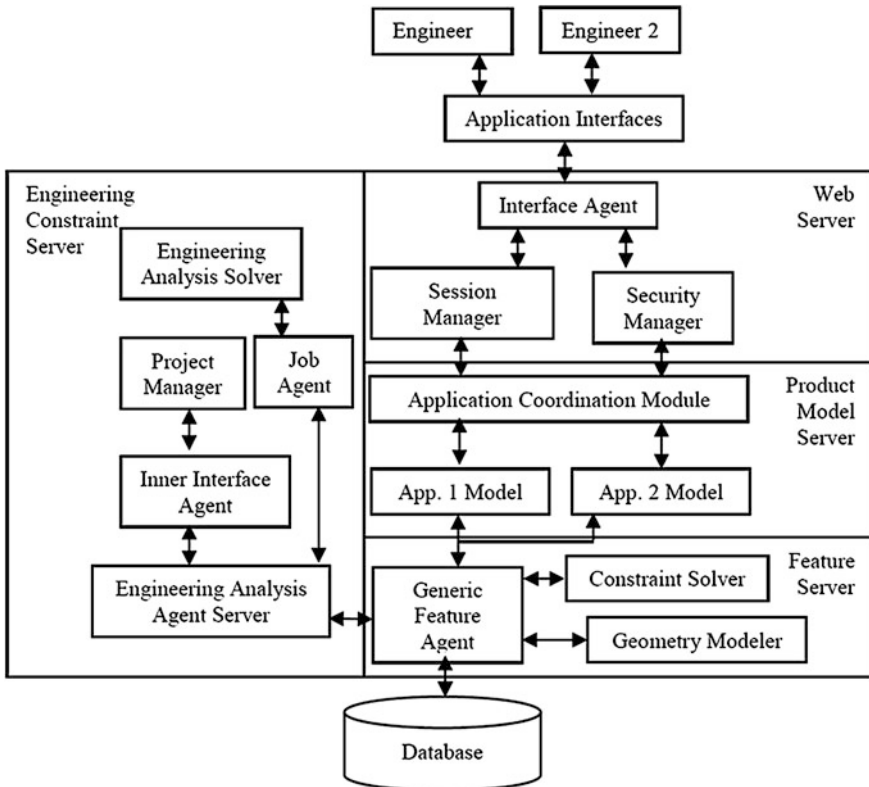 Engineer
Engineer 2
Application Interfaces
Engineering
Constraint
Server
Engineering
Analysis Solver
Project
Manager
Job
Agent
Inner Interface
Agent
Engineering Analysis
Agent Server
Web
Server
Interface Agent
Session
Manager
Security
Manager
Product
Model
Server
Application Coordination Module
App. 1 Model
App. 2 Model
Feature
Server
Generic
Feature
Agent
Constraint Solver
Geometry Modeler
Database